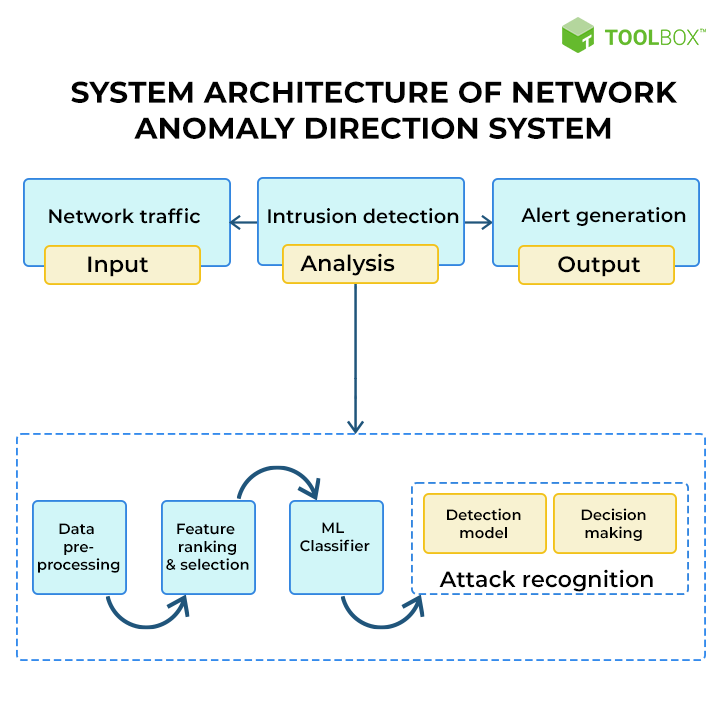 TOOLBOX™
SYSTEM ARCHITECTURE OF NETWORK
ANOMALY DIRECTION SYSTEM
Network traffic
Input
Intrusion detection
Analysis
Alert generation
Output
Data
pre-
processing
Feature
ranking
& selection
ML
Classifier
Detection
model
Decision
making
Attack recognition